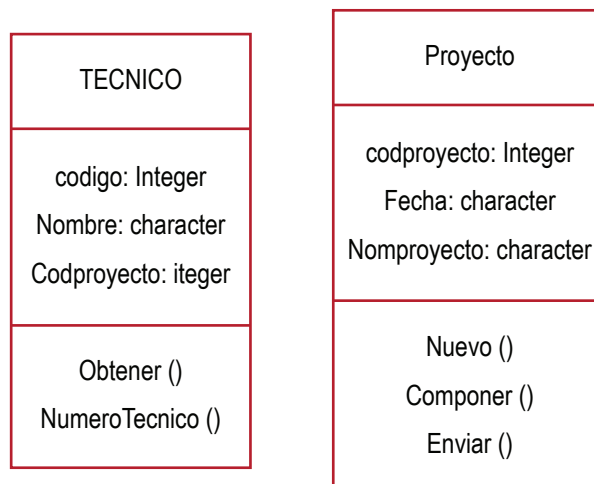 TECNICO
codigo: Integer
Nombre: character
Codproyecto: iteger
Obtener ()
NumeroTecnico ()
Proyecto
codproyecto: Integer
Fecha: character
Nomproyecto: character
Nuevo ()
Componer ()
Enviar ()